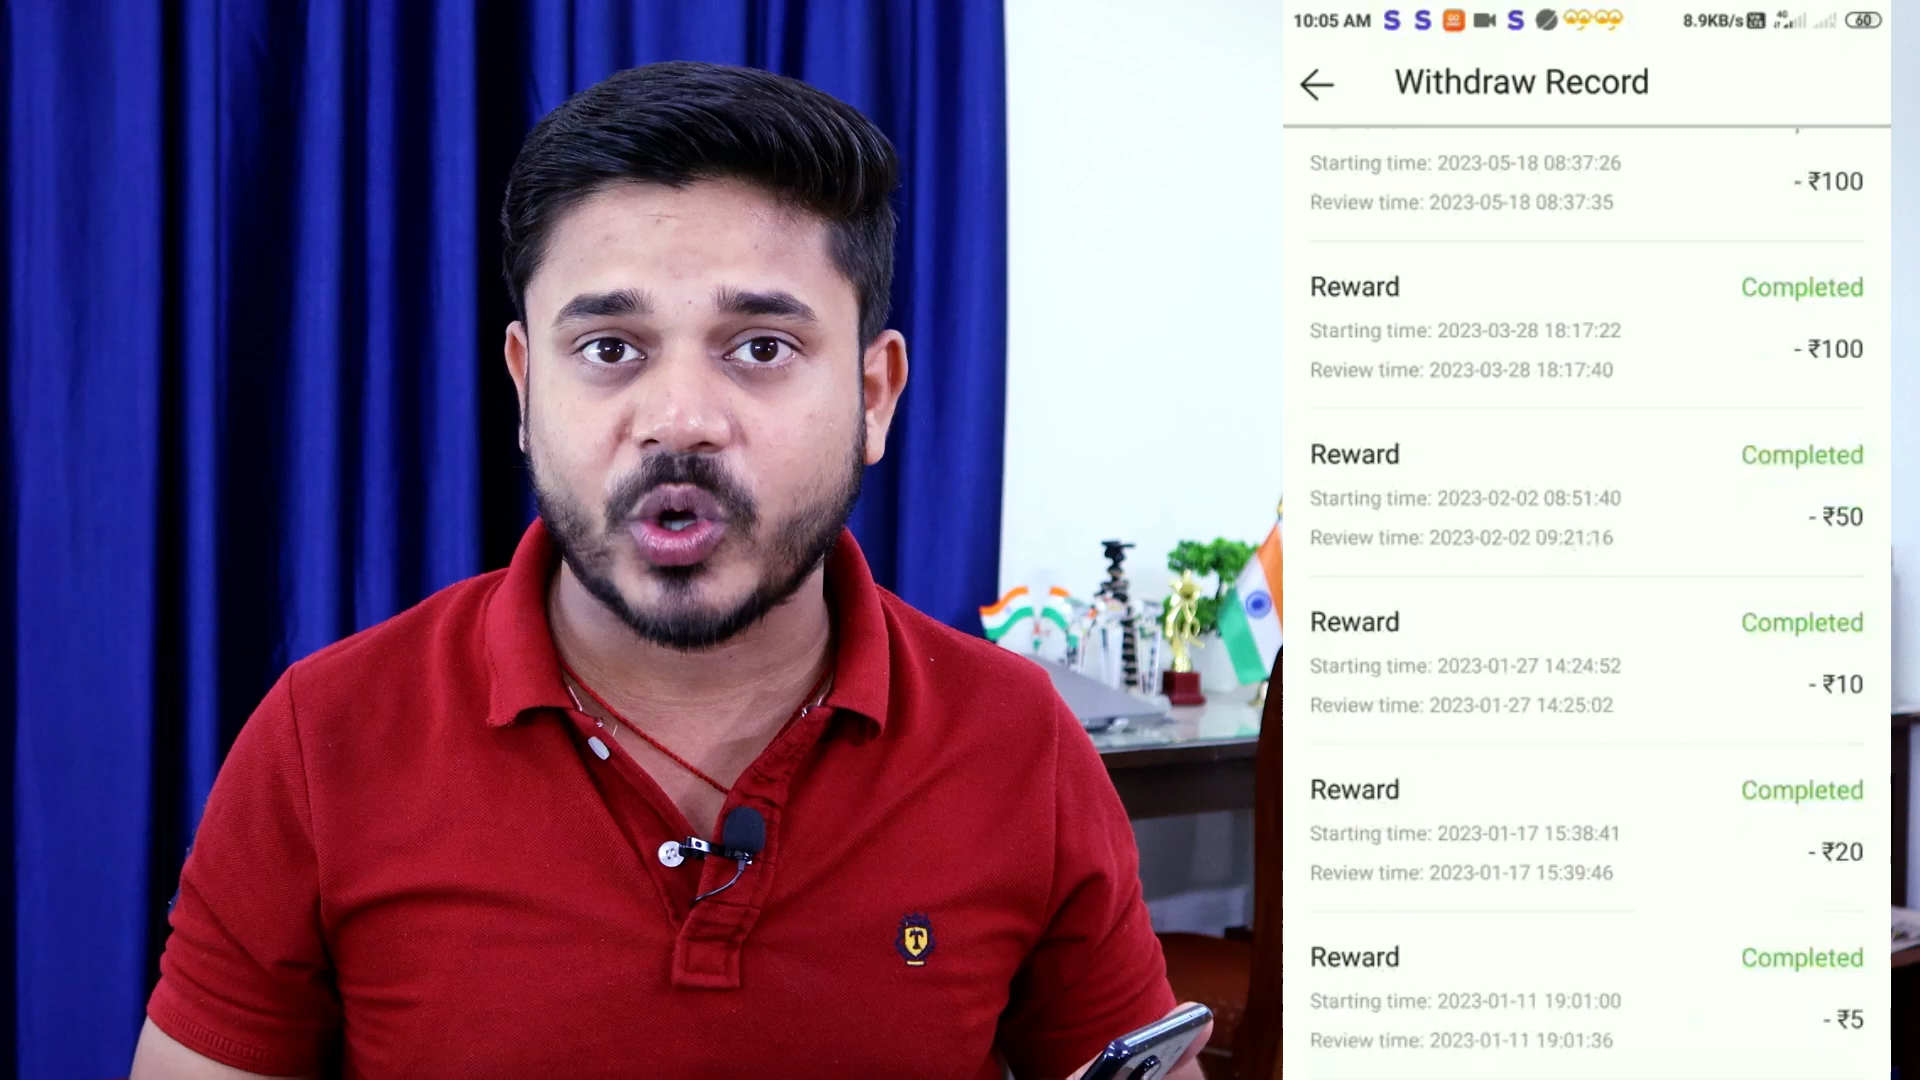 10:05 AM
8.9KB/s
4G
60
Withdraw Record
Starting time: 2023-05-18 08:37:26
- ₹100
Review time: 2023-05-18 08:37:35
Reward
Completed
Starting time: 2023-03-28 18:17:22
- ₹100
Review time: 2023-03-28 18:17:40
Reward
Completed
Starting time: 2023-02-02 08:51:40
- ₹50
Review time: 2023-02-02 09:21:16
Reward
Completed
Starting time: 2023-01-27 14:24:52
- ₹10
Review time: 2023-01-27 14:25:02
Reward
Completed
Starting time: 2023-01-17 15:38:41
- ₹20
Review time: 2023-01-17 15:39:46
Reward
Completed
Starting time: 2023-01-11 19:01:00
- ₹5
Review time: 2023-01-11 19:01:36
T